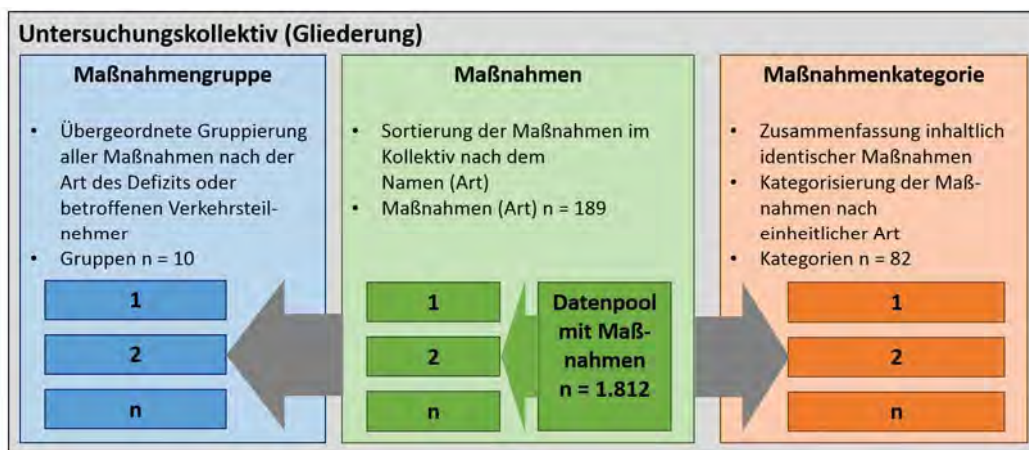 Untersuchungskollektiv (Gliederung)
Maßnahmengruppe
• Übergeordnete Gruppierung
aller Maßnahmen nach der
Art des Defizits oder
betroffenen Verkehrsteil-
nehmer
• Gruppen n = 10
1
2
n
Maßnahmen
• Sortierung der Maßnahmen im
Kollektiv nach dem
Namen (Art)
• Maßnahmen (Art) n = 189
1
2
n
Datenpool
mit Maß-
nahmen
n = 1.812
Maßnahmenkategorie
• Zusammenfassung inhaltlich
identischer Maßnahmen
• Kategorisierung der Maß-
nahmen nach
einheitlicher Art
• Kategorien n = 82
1
2
n